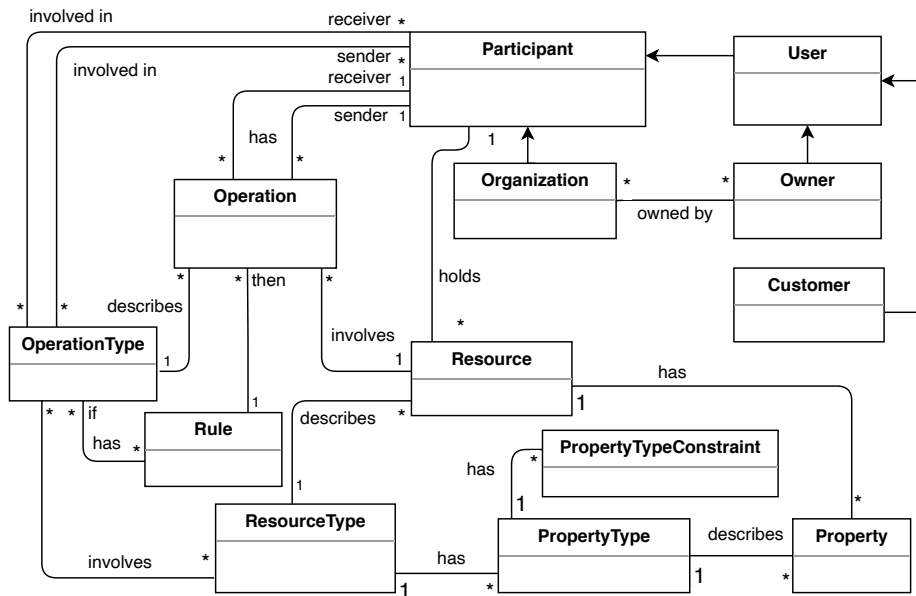 involved in
receiver *
Participant
User
involved in
sender *
receiver 1
sender 1
has
* *
1
Operation
Organization
* *
owned by
Owner
* * then *
describes
holds
Customer
* *
involves
*
OperationType
1
1
Resource
has
1
* * if
has *
1
Rule
describes *
PropertyTypeConstraint
has *
1
1
*
ResourceType
PropertyType
describes
Property
involves *
has
1 *
1 *